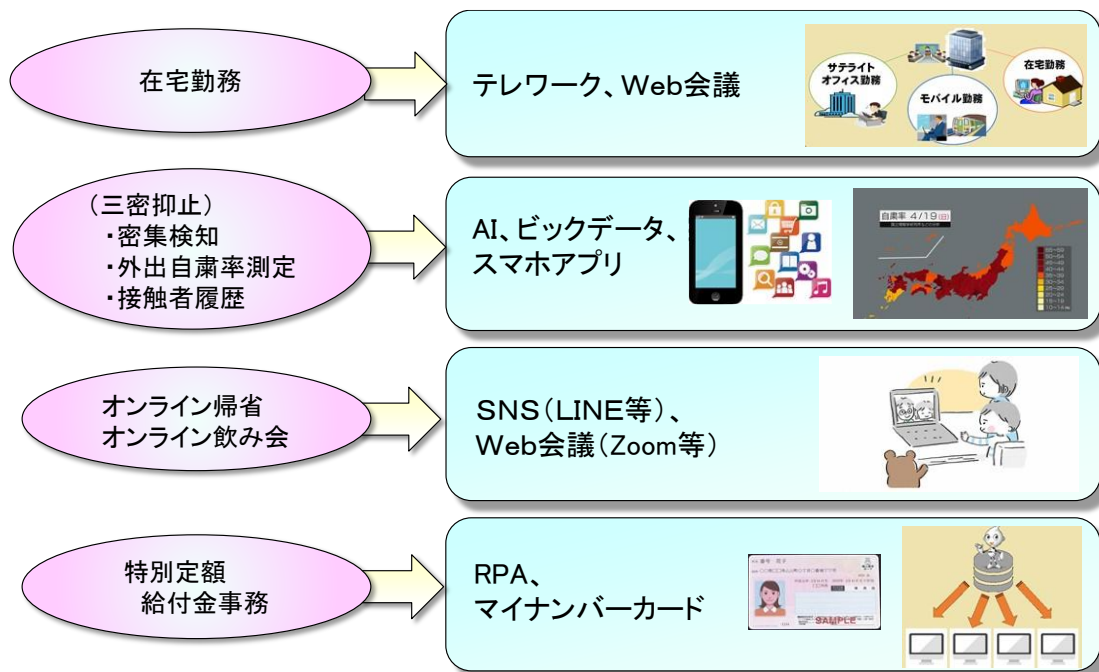 在宅勤務
テレワーク、Web会議
サテライト
オフィス勤務
モバイル勤務
在宅勤務
（三密抑止）
・密集検知
・外出自粛率測定
・接触者履歴
AI、ビックデータ、
スマホアプリ
自粛率 4/19(日)
オンライン帰省
オンライン飲み会
SNS（LINE等）、
Web会議（Zoom等）
特別定額
給付金事務
RPA、
マイナンバーカード
SAMPLE